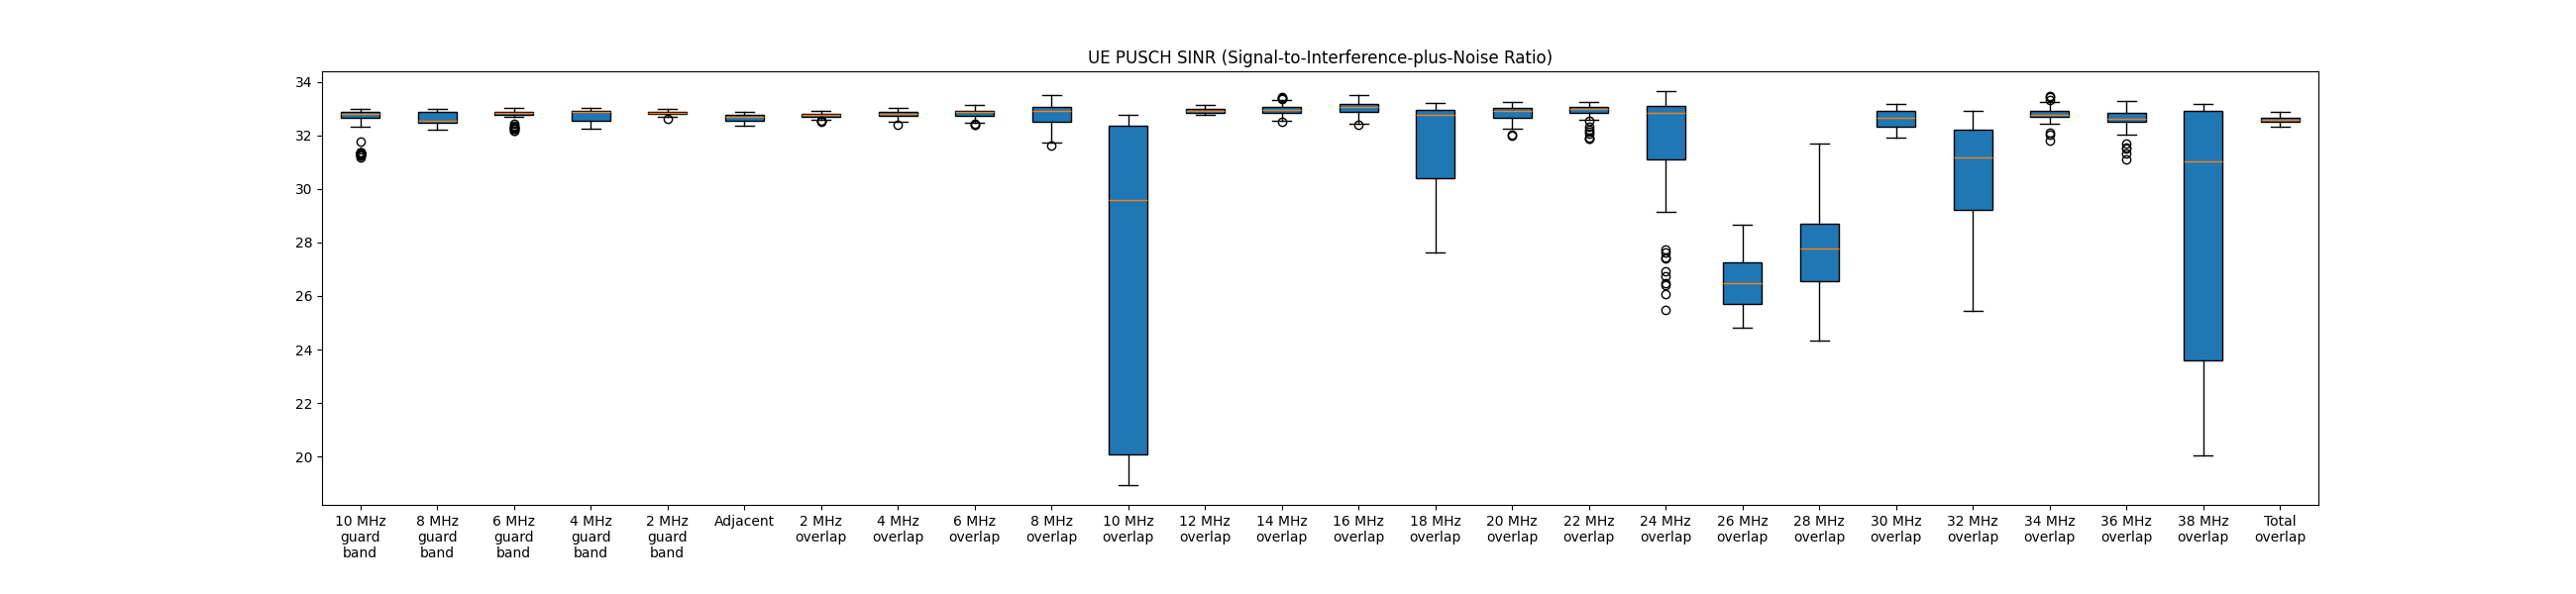 UE PUSCH SINR (Signal-to-Interference-plus-Noise Ratio)
34
32
30
28
26
24
22
20
10 MHz
guard
band
8 MHz
guard
band
6 MHz
guard
band
4 MHz
guard
band
2 MHz
guard
band
Adjacent
2 MHz
overlap
4 MHz
overlap
6 MHz
overlap
8 MHz
overlap
10 MHz
overlap
12 MHz
overlap
14 MHz
overlap
16 MHz
overlap
18 MHz
overlap
20 MHz
overlap
22 MHz
overlap
24 MHz
overlap
26 MHz
overlap
28 MHz
overlap
30 MHz
overlap
32 MHz
overlap
34 MHz
overlap
36 MHz
overlap
38 MHz
overlap
Total
overlap